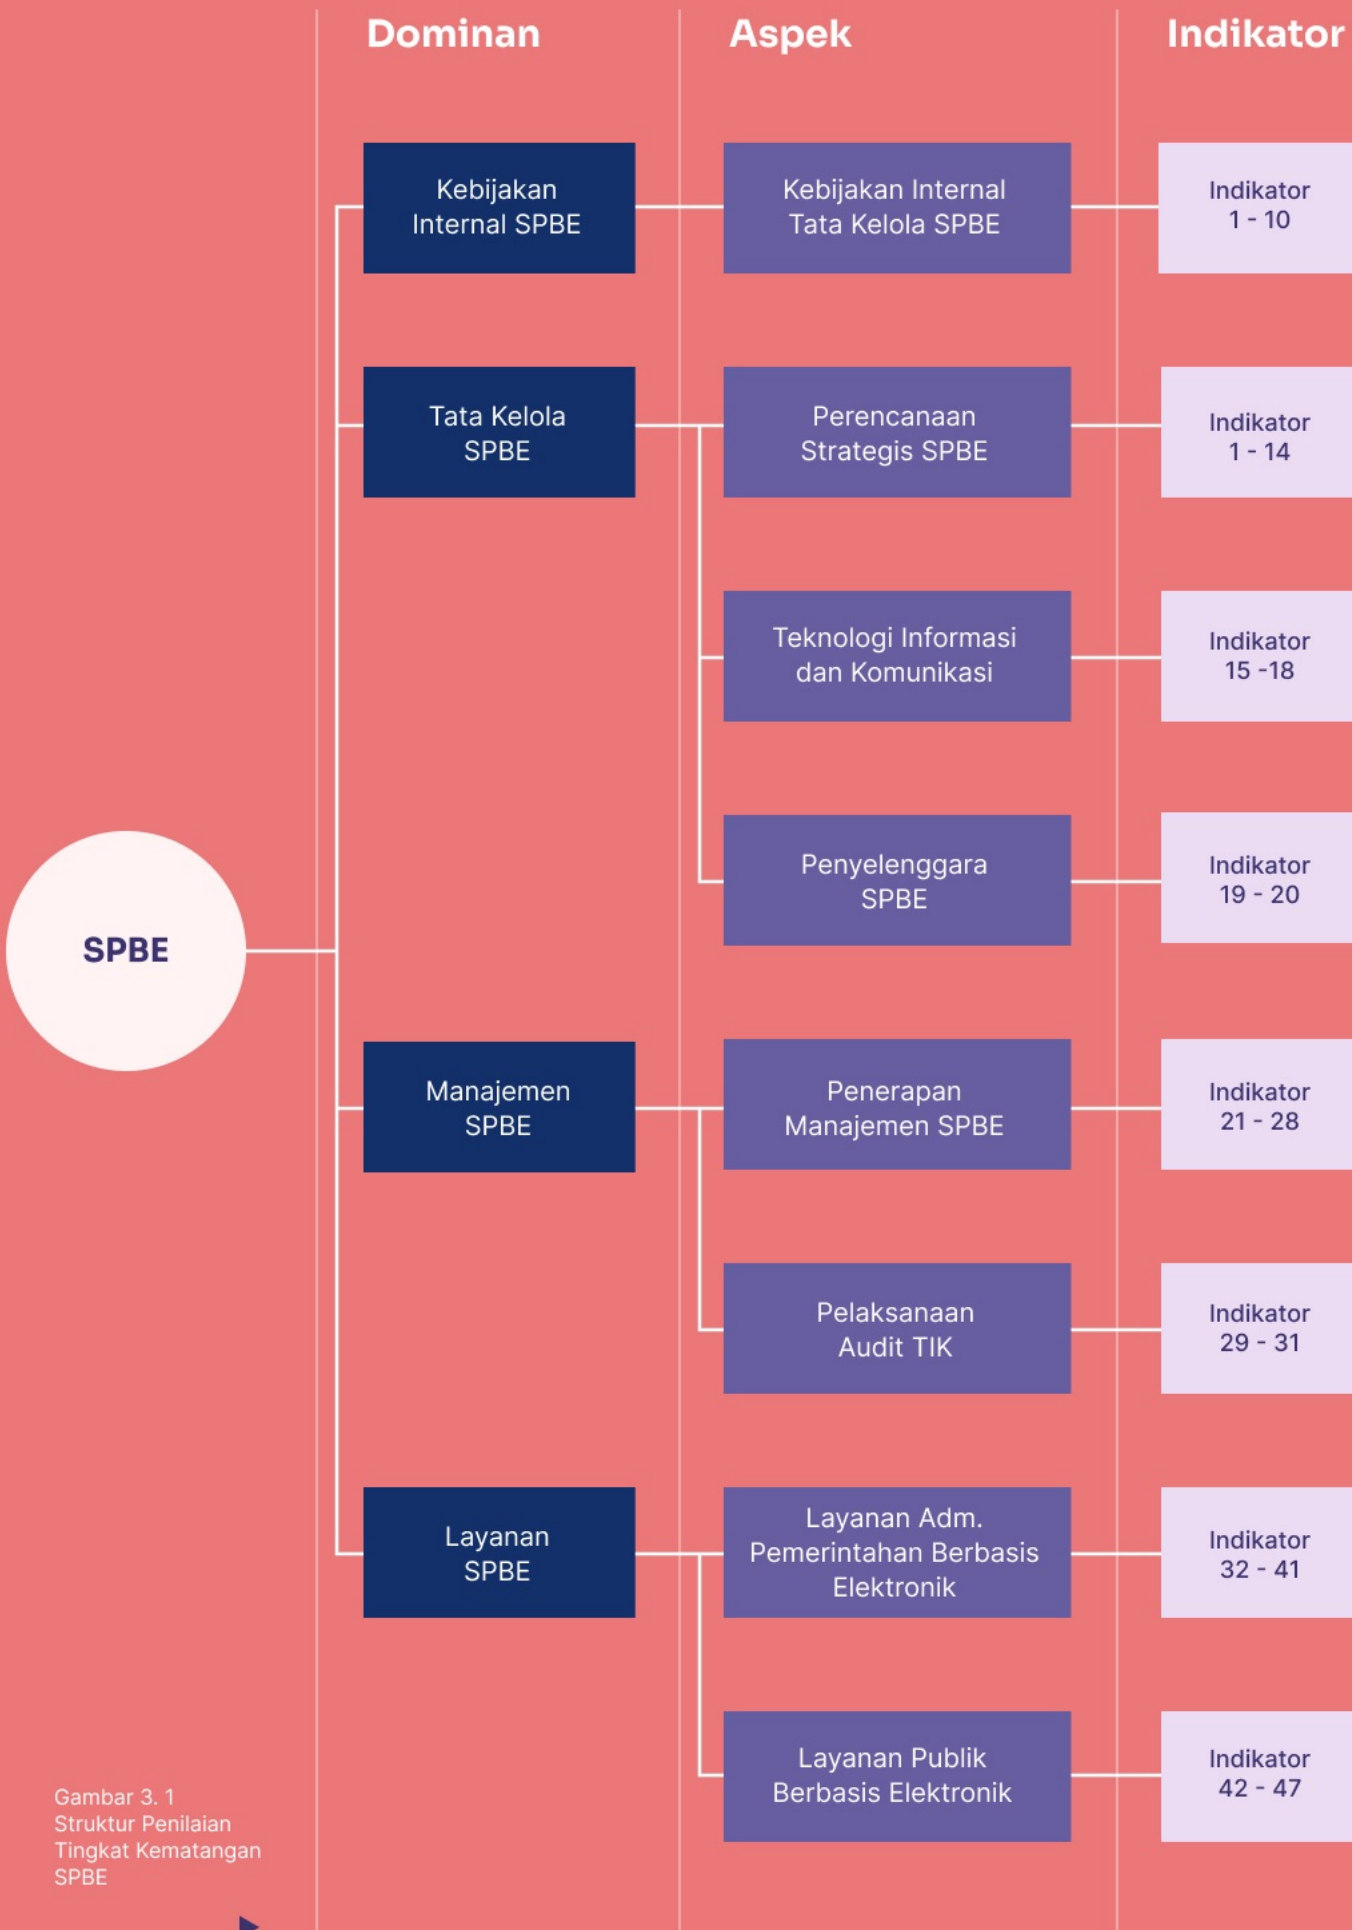 Dominan
Aspek
Indikator
Kebijakan
Internal SPBE
Kebijakan Internal
Tata Kelola SPBE
Indikator
1 - 10
Tata Kelola
SPBE
Perencanaan
Strategis SPBE
Indikator
1 - 14
Teknologi Informasi
dan Komunikasi
Indikator
15 -18
Penyelenggara
SPBE
Indikator
19 - 20
SPBE
Manajemen
SPBE
Penerapan
Manajemen SPBE
Indikator
21 - 28
Pelaksanaan
Audit TIK
Indikator
29 - 31
Layanan
SPBE
Layanan Adm.
Pemerintahan Berbasis
Elektronik
Indikator
32 - 41
Layanan Publik
Berbasis Elektronik
Indikator
42 - 47
Gambar 3. 1
Struktur Penilaian
Tingkat Kematangan
SPBE